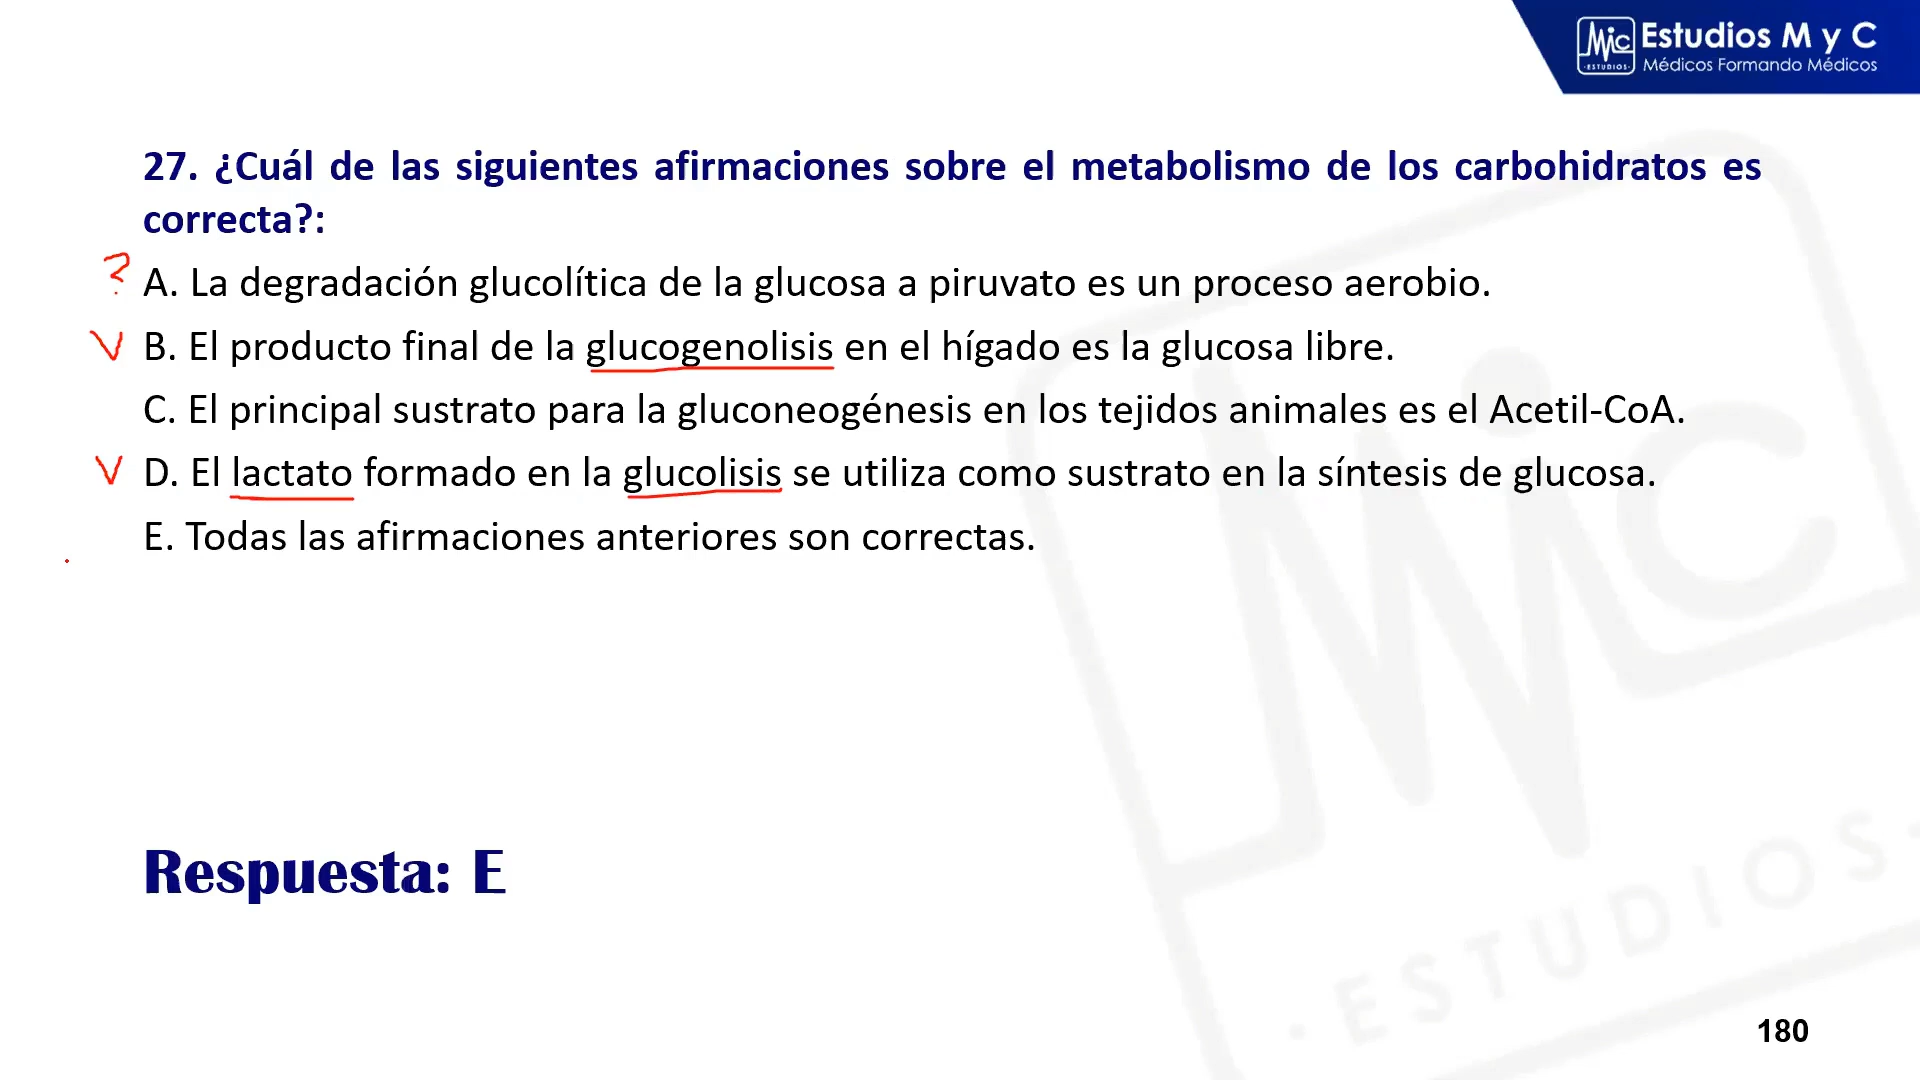 Mic
·ESTUDIOS·
Estudios M y C
Médicos Formando Médicos
27. ¿Cuál de las siguientes afirmaciones sobre el metabolismo de los carbohidratos es
correcta?:
? A. La degradación glucolítica de la glucosa a piruvato es un proceso aerobio.
V B. El producto final de la glucogenolisis en el hígado es la glucosa libre.
C. El principal sustrato para la gluconeogénesis en los tejidos animales es el Acetil-CoA.
V D. El lactato formado en la glucolisis se utiliza como sustrato en la síntesis de glucosa.
E. Todas las afirmaciones anteriores son correctas.
Mic
· ESTUDIOS ·
Respuesta: E
180